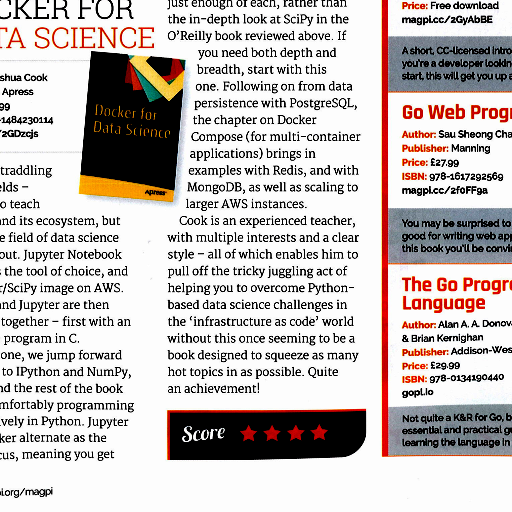 CKER FOR
TA SCIENCE
shua Cook
Apress
99
-1484230114
/2GDzcjs
traddling
elds –
o teach
nd its ecosystem, but
e field of data science
out. Jupyter Notebook
s the tool of choice, and
r/SciPy image on AWS.
and Jupyter are then
together – first with an
program in C.
one, we jump forward
to IPython and NumPy,
nd the rest of the book
mfortably programming
ively in Python. Jupyter
ker alternate as the
cus, meaning you get
just enough of each, rather than
the in-depth look at SciPy in the
O'Reilly book reviewed above. If
you need both depth and
breadth, start with this
one. Following on from data
persistence with PostgreSQL,
the chapter on Docker
Compose (for multi-container
applications) brings in
examples with Redis, and with
MongoDB, as well as scaling to
larger AWS instances.
Cook is an experienced teacher,
with multiple interests and a clear
style – all of which enables him to
pull off the tricky juggling act of
helping you to overcome Python-
based data science challenges in
the 'infrastructure as code' world
without this once seeming to be a
book designed to squeeze as many
hot topics in as possible. Quite
an achievement!
Docker for
Data Science
Apress
Score
Price: Free download
magpi.cc/2GyAbBE
A short, CC-licensed intro
you're a developer lookin
start, this will get you up a
Go Web Progr
Author: Sau Sheong Cha
Publisher: Manning
Price: £27.99
ISBN: 978-1617292569
magpi.cc/2f0FF9a
You may be surprised to
good for writing web app
this book you'll be convi
The Go Progra
Language
Author: Alan A. A. Donova
& Brian Kernighan
Publisher: Addison-Wes
Price: £29.99
ISBN: 978-0134190440
gopl.io
Not quite a K&R for Go, b
essential and practical gu
learning the language in
i.org/magpi